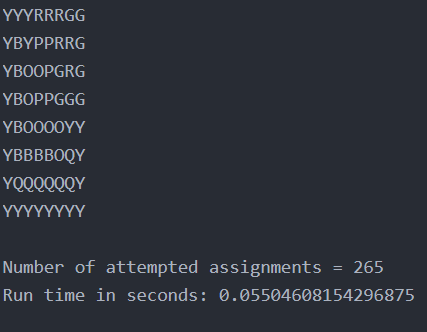 YYYRRRGG
YBYPPRRG
YBOOPGRG
YBOPPGGG
YBOOOOYY
YBBBBOQY
YQQQQQQY
YYYYYYYY
Number of attempted assignments = 265
Run time in seconds: 0.05504608154296875